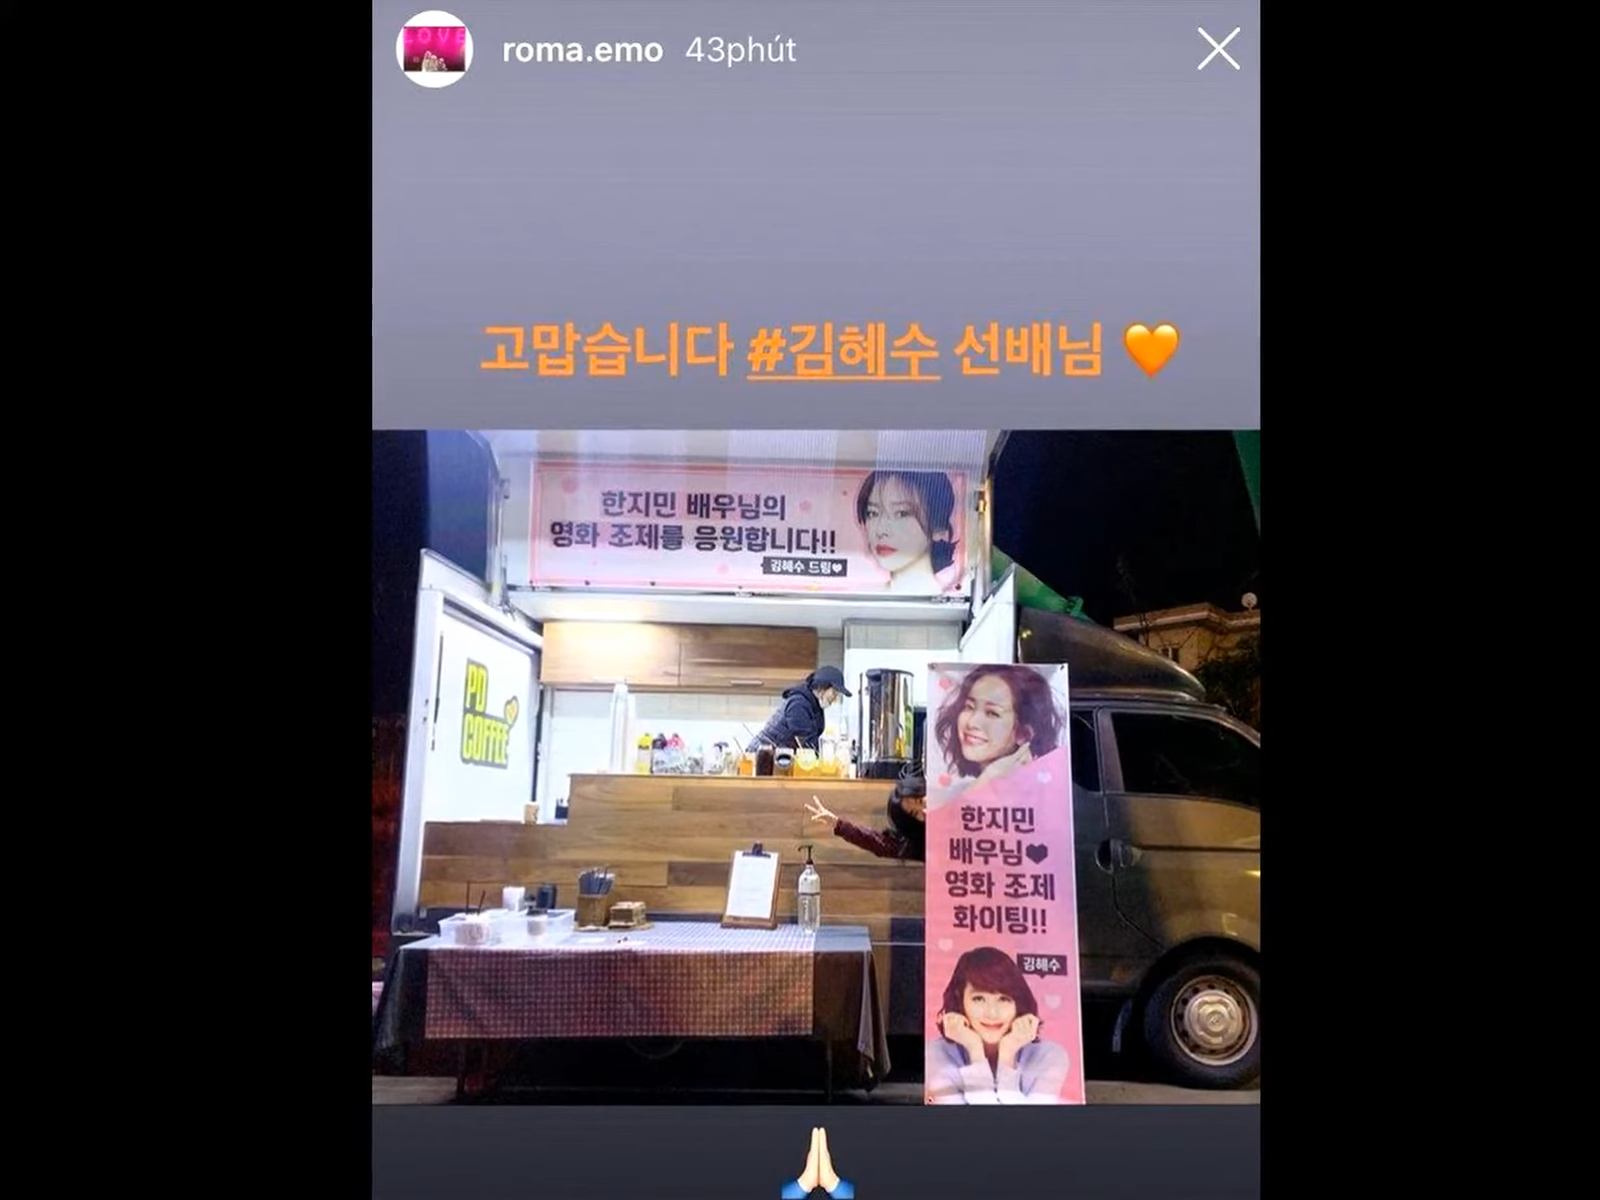 LOVE
roma.emo 43phút
고맙습니다 #김혜수 선배님 🧡
한지민 배우님의
영화 조제를 응원합니다!!
김혜수 드림♥
PD
COFFEE
한지민
배우님♥
영화 조제
화이팅!!
김혜수
🙏🏻